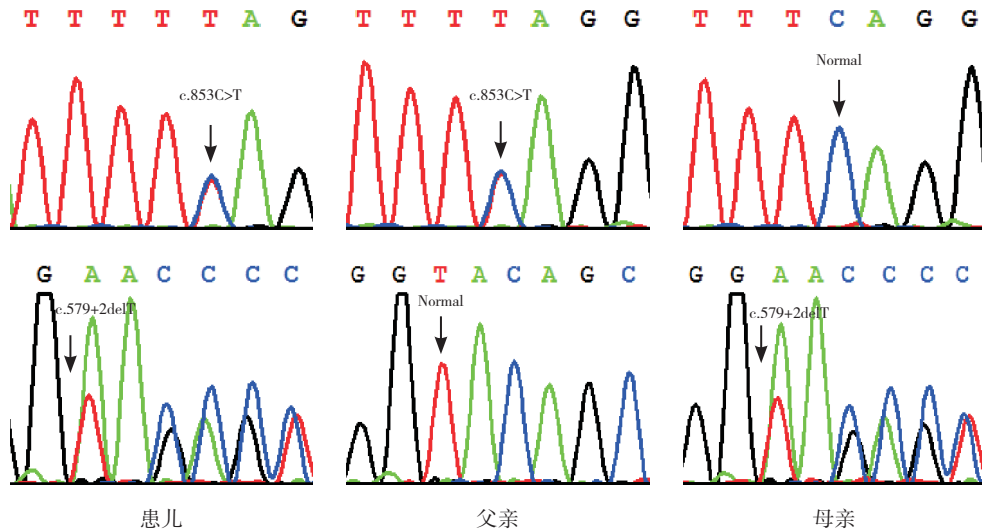 T T T T T A G
c.853C>T
T T T T A G G
c.853C>T
T T T C A G G
Normal
G A A C C C C
c.579+2delT
G G T A C A G C
Normal
G G A A C C C C
c.579+2delT
患儿
父亲
母亲